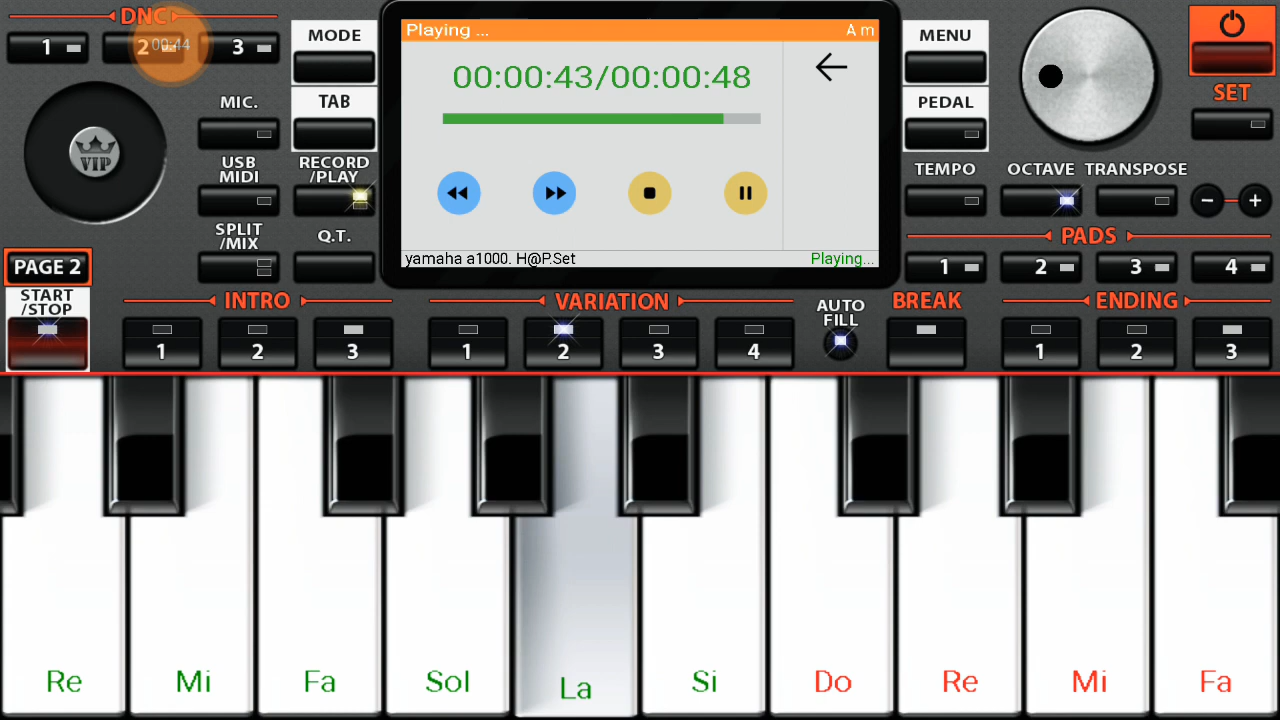 DNC
1 2 3
00:44
MODE
TAB
MIC.
USB
MIDI
RECORD
/PLAY
SPLIT
/MIX
Q.T.
VIP
PAGE 2
START
/STOP
Playing ...
A m
00:00:43/00:00:48
yamaha a1000. H@P.Set
Playing...
MENU
PEDAL
SET
TEMPO
OCTAVE
TRANSPOSE
PADS
1 2 3 4
INTRO
1 2 3
VARIATION
1 2 3 4
AUTO
FILL
BREAK
ENDING
1 2 3
Re Mi Fa Sol La Si Do Re Mi Fa